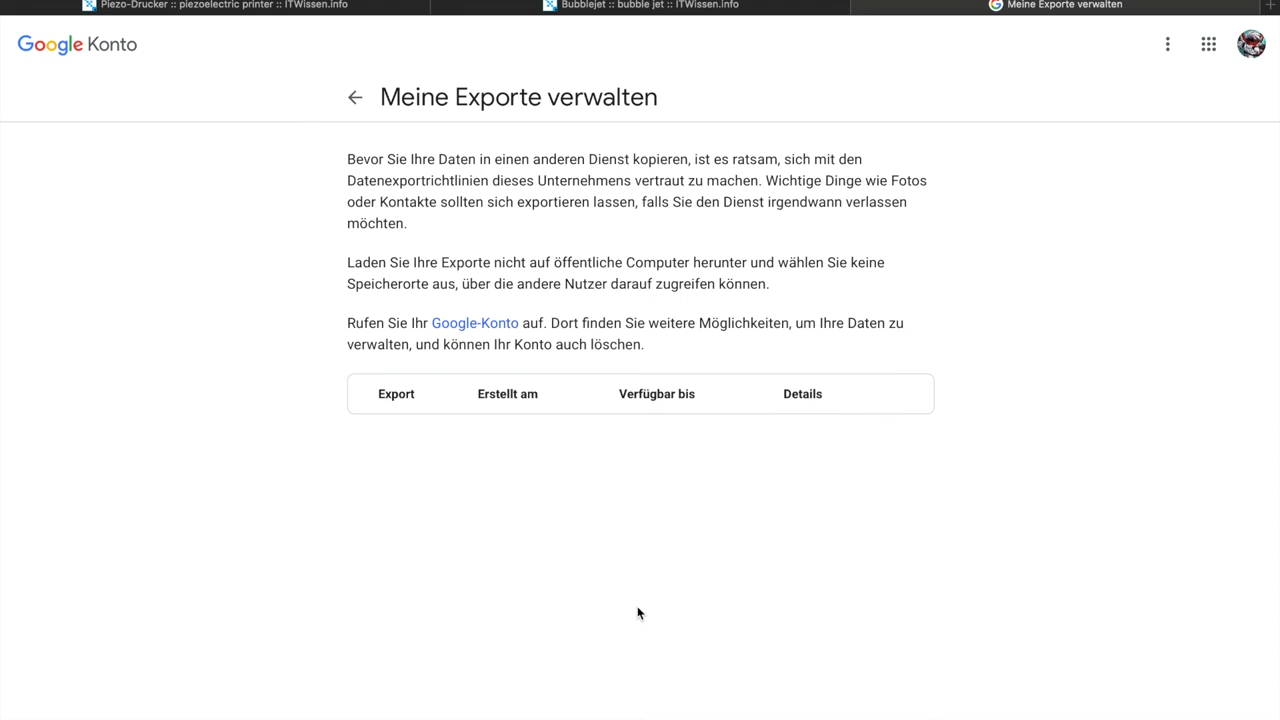 Piezo-Drucker :: piezoelectric printer :: ITWissen.info
Bubblejet :: bubble jet :: ITWissen.info
Meine Exporte verwalten
Google Konto
Meine Exporte verwalten
Bevor Sie Ihre Daten in einen anderen Dienst kopieren, ist es ratsam, sich mit den
Datenexportrichtlinien dieses Unternehmens vertraut zu machen. Wichtige Dinge wie Fotos
oder Kontakte sollten sich exportieren lassen, falls Sie den Dienst irgendwann verlassen
möchten.
Laden Sie Ihre Exporte nicht auf öffentliche Computer herunter und wählen Sie keine
Speicherorte aus, über die andere Nutzer darauf zugreifen können.
Rufen Sie Ihr Google-Konto auf. Dort finden Sie weitere Möglichkeiten, um Ihre Daten zu
verwalten, und können Ihr Konto auch löschen.
Export Erstellt am Verfügbar bis Details